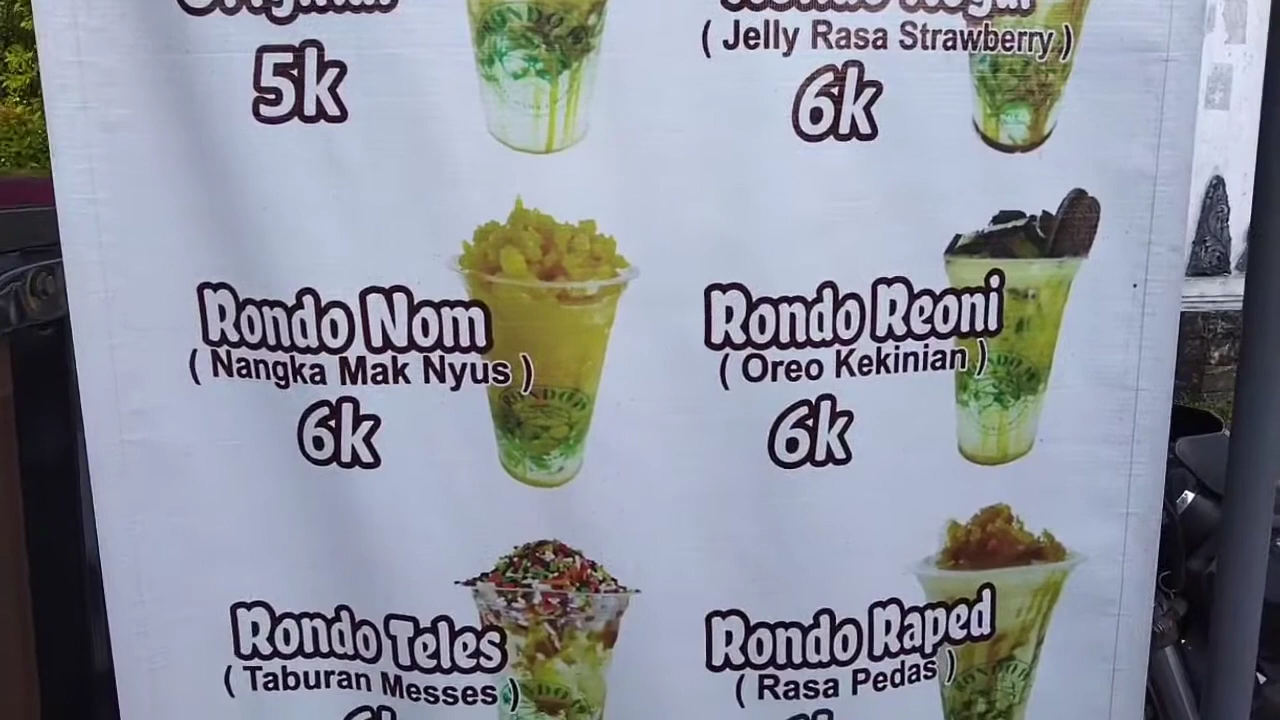 Original
5k
( Jelly Rasa Strawberry )
6k
Rondo Nom
( Nangka Mak Nyus )
6k
Rondo Reoni
( Oreo Kekinian )
6k
Rondo Teles
( Taburan Messes )
Rondo Raped
( Rasa Pedas )